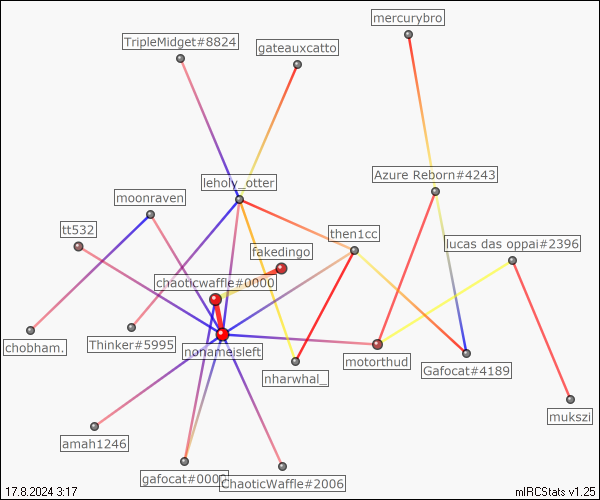 mercurybro
TripleMidget#8824
gateauxcatto
Azure Reborn#4243
leholy_otter
moonraven
tt532
then1cc
lucas das oppai#2396
fakedingo
chaoticwaffle#0000
chobham.
Thinker#5995
nonameisleft
motorthud
Gafocat#4189
nharwhal_
mukszi
amah1246
gafocat#0000
ChaoticWaffle#2006
17.8.2024 3:17
mIRCStats v1.25